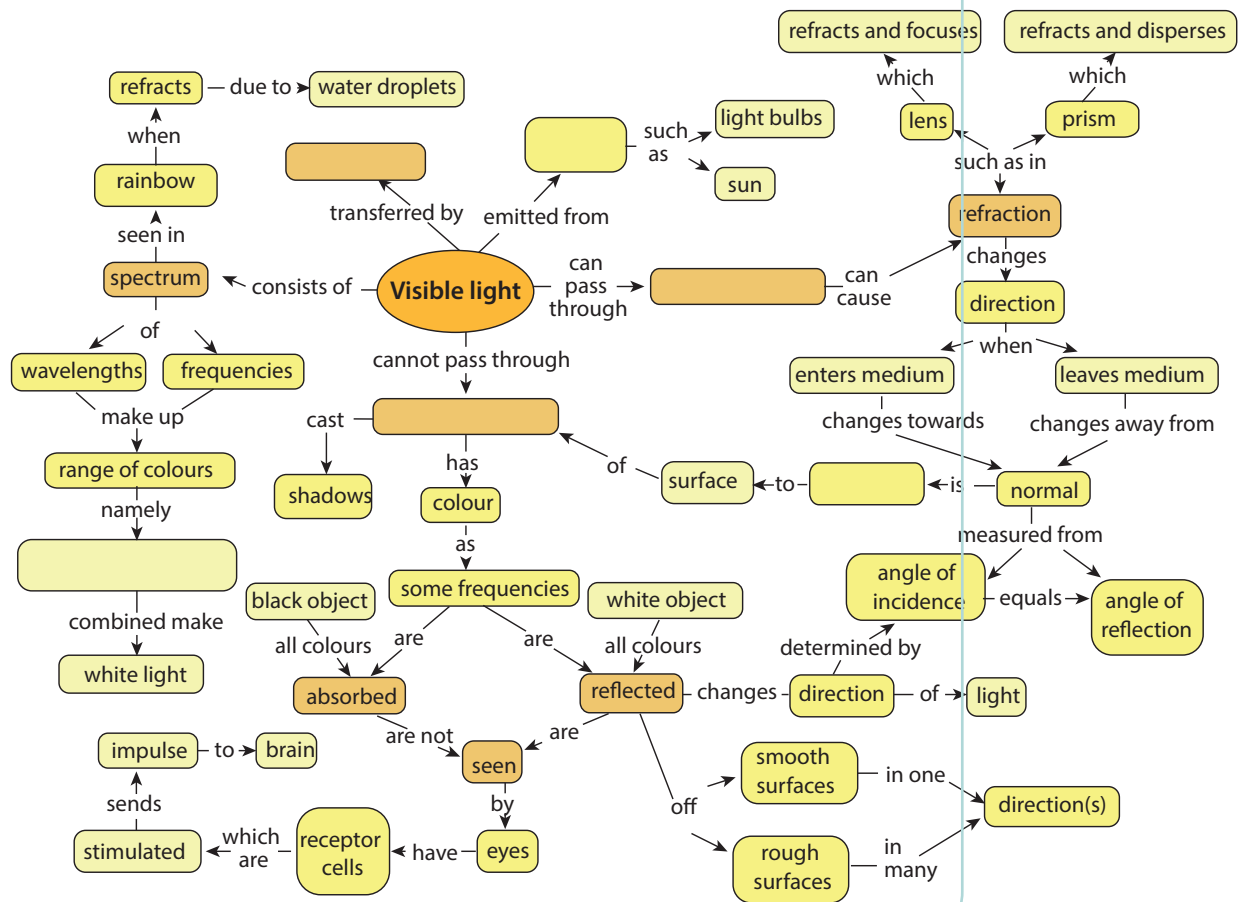 refracts and focuses
refracts and disperses
which
which
refracts
due to
water droplets
light bulbs
lens
prism
when
such
as
such as in
rainbow
sun
transferred by
emitted from
refraction
seen in
changes
can
pass
through
can
cause
spectrum
consists of
Visible light
direction
of
when
cannot pass through
wavelengths
frequencies
enters medium
leaves medium
make up
cast
changes towards
changes away from
range of colours
has
of
surface
to
is
normal
shadows
colour
namely
measured from
as
angle of
incidence
equals
angle of
reflection
some frequencies
black object
white object
combined make
all colours
are
are
all colours
determined by
white light
absorbed
reflected
changes
direction
of
light
are not
are
impulse
to
brain
seen
smooth
surfaces
in one
sends
by
off
direction(s)
stimulated
which
are
receptor
cells
have
eyes
rough
surfaces
in
many